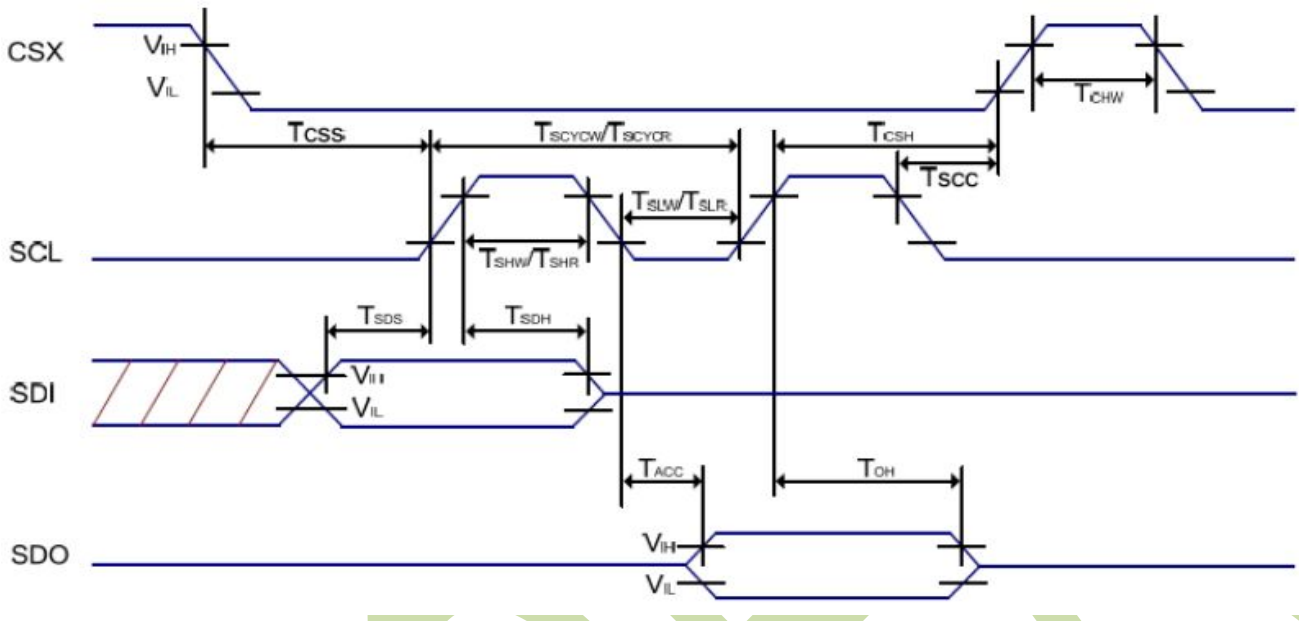 CSX
VIH
VIL
TCHW
TCSS
TSCYCW/TSCYCR
TCSH
TSCC
TSLW/TSLR
SCL
TSHW/TSHR
TSDS
TSDH
SDI
VIH
VIL
TACC
TOH
SDO
VIH
VIL